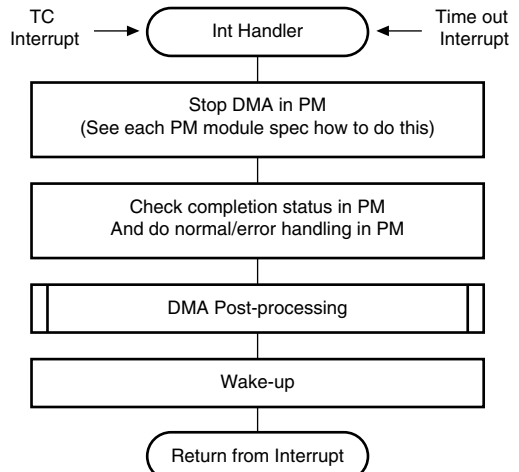 TC
Interrupt
Int Handler
Time out
Interrupt
Stop DMA in PM
(See each PM module spec how to do this)
Check completion status in PM
And do normal/error handling in PM
DMA Post-processing
Wake-up
Return from Interrupt